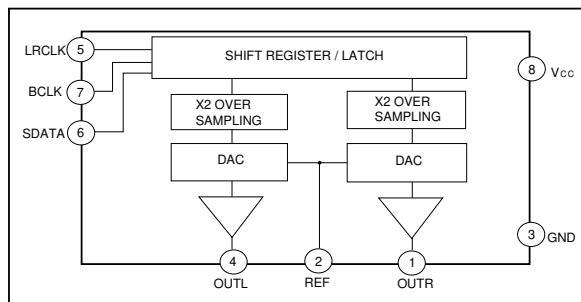 LRCLK 5
SHIFT REGISTER / LATCH
8 Vcc
BCLK 7
X2 OVER
SAMPLING
X2 OVER
SAMPLING
SDATA 6
DAC
DAC
3 GND
4
2
1
OUTL
REF
OUTR